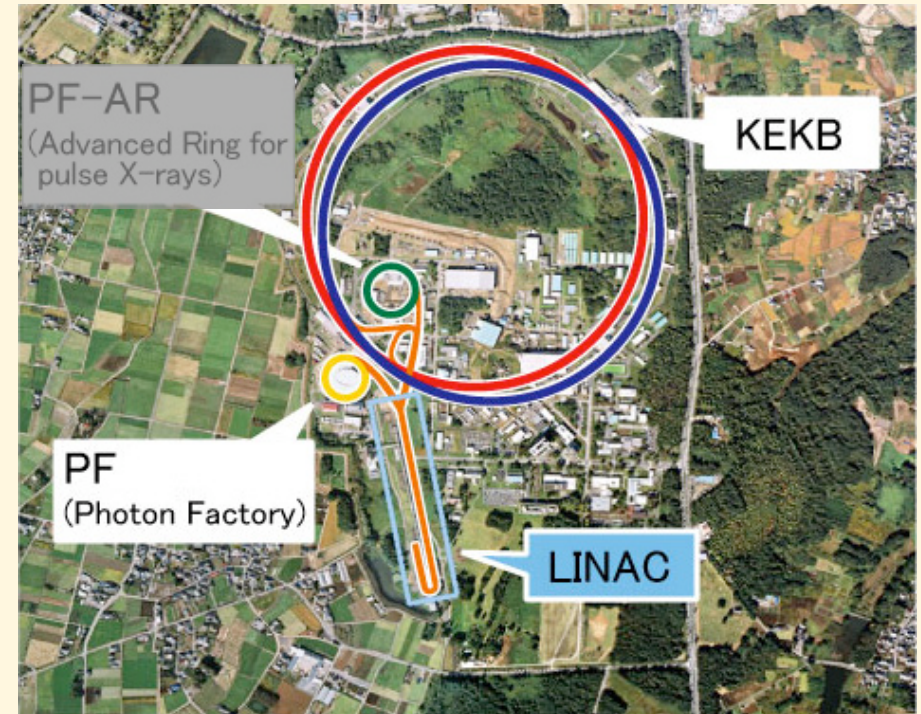 PF-AR
(Advanced Ring for
pulse X-rays)
KEKB
PF
(Photon Factory)
LINAC